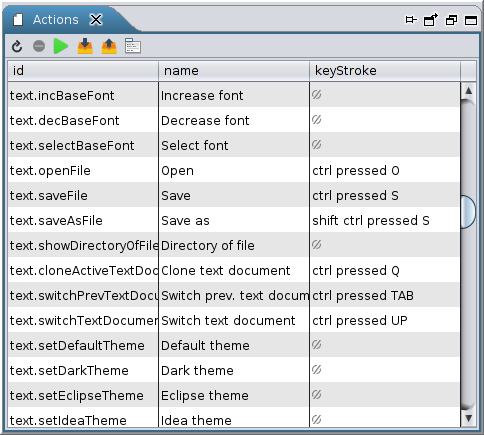 Actions
id name keyStroke
text.incBaseFont Increase font
text.decBaseFont Decrease font
text.selectBaseFont Select font
text.openFile Open ctrl pressed O
text.saveFile Save ctrl pressed S
text.saveAsFile Save as shift ctrl pressed S
text.showDirectoryOfFile Directory of file
text.cloneActiveTextDoc Clone text document ctrl pressed Q
text.switchPrevTextDocu Switch prev. text docum ctrl pressed TAB
text.switchTextDocumen Switch text document ctrl pressed UP
text.setDefaultTheme Default theme
text.setDarkTheme Dark theme
text.setEclipseTheme Eclipse theme
text.setIdeaTheme Idea theme